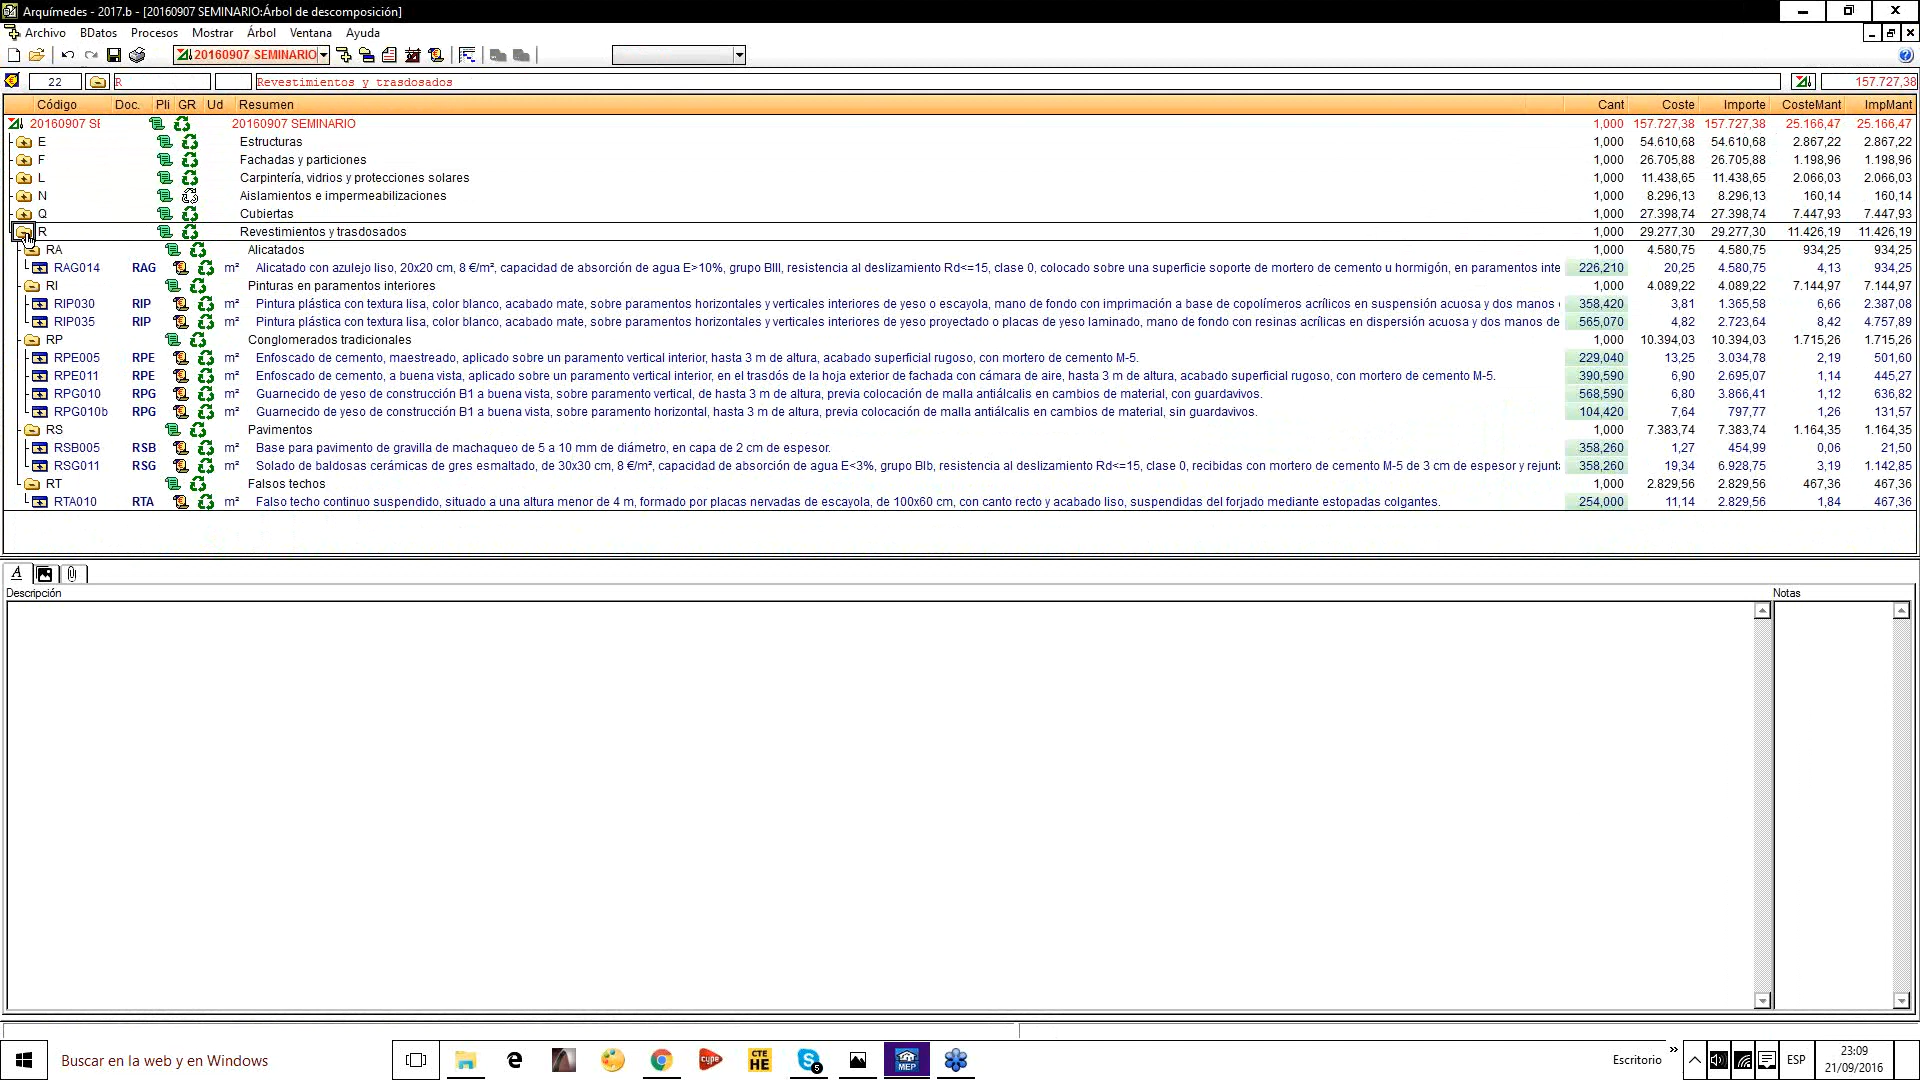 Arquímedes - 2017.b - [20160907 SEMINARIO:Árbol de descomposición]
Archivo BDatos Procesos Mostrar Árbol Ventana Ayuda
20160907 SEMINARIO
22 R Revestimientos y trasdosados 157.727,38
Código Doc. Pli GR Ud Resumen Cant Coste Importe CosteMant ImpMant
20160907 SE 20160907 SEMINARIO 1,000 157.727,38 157.727,38 25.166,47 25.166,47
E Estructuras 1,000 54.610,68 54.610,68 2.867,22 2.867,22
F Fachadas y particiones 1,000 26.705,88 26.705,88 1.198,96 1.198,96
L Carpintería, vidrios y protecciones solares 1,000 11.438,65 11.438,65 2.066,03 2.066,03
N Aislamientos e impermeabilizaciones 1,000 8.296,13 8.296,13 160,14 160,14
Q Cubiertas 1,000 27.398,74 27.398,74 7.447,93 7.447,93
R Revestimientos y trasdosados 1,000 29.277,30 29.277,30 11.426,19 11.426,19
RA Alicatados 1,000 4.580,75 4.580,75 934,25 934,25
RAG014 RAG m² Alicatado con azulejo liso, 20x20 cm, 8 €/m², capacidad de absorción de agua E>10%, grupo BIII, resistencia al deslizamiento Rd<=15, clase 0, colocado sobre una superficie soporte de mortero de cemento u hormigón, en paramentos inte 226,210 20,25 4.580,75 4,13 934,25
RI Pinturas en paramentos interiores 1,000 4.089,22 4.089,22 7.144,97 7.144,97
RIP030 RIP m² Pintura plástica con textura lisa, color blanco, acabado mate, sobre paramentos horizontales y verticales interiores de yeso o escayola, mano de fondo con imprimación a base de copolímeros acrílicos en suspensión acuosa y dos manos 358,420 3,81 1.365,58 6,66 2.387,08
RIP035 RIP m² Pintura plástica con textura lisa, color blanco, acabado mate, sobre paramentos horizontales y verticales interiores de yeso proyectado o placas de yeso laminado, mano de fondo con resinas acrílicas en dispersión acuosa y dos manos de 565,070 4,82 2.723,64 8,42 4.757,89
RP Conglomerados tradicionales 1,000 10.394,03 10.394,03 1.715,26 1.715,26
RPE005 RPE m² Enfoscado de cemento, maestreado, aplicado sobre un paramento vertical interior, hasta 3 m de altura, acabado superficial rugoso, con mortero de cemento M-5. 229,040 13,25 3.034,78 2,19 501,60
RPE011 RPE m² Enfoscado de cemento, a buena vista, aplicado sobre un paramento vertical interior, en el trasdós de la hoja exterior de fachada con cámara de aire, hasta 3 m de altura, acabado superficial rugoso, con mortero de cemento M-5. 390,590 6,90 2.695,07 1,14 445,27
RPG010 RPG m² Guarnecido de yeso de construcción B1 a buena vista, sobre paramento vertical, de hasta 3 m de altura, previa colocación de malla antiálcalis en cambios de material, con guardavivos. 568,590 6,80 3.866,41 1,12 636,82
RPG010b RPG m² Guarnecido de yeso de construcción B1 a buena vista, sobre paramento horizontal, hasta 3 m de altura, previa colocación de malla antiálcalis en cambios de material, sin guardavivos. 104,420 7,64 797,77 1,26 131,57
RS Pavimentos 1,000 7.383,74 7.383,74 1.164,35 1.164,35
RSB005 RSB m² Base para pavimento de gravilla de machaqueo de 5 a 10 mm de diámetro, en capa de 2 cm de espesor. 358,260 1,27 454,99 0,06 21,50
RSG011 RSG m² Solado de baldosas cerámicas de gres esmaltado, de 30x30 cm, 8 €/m², capacidad de absorción de agua E<3%, grupo BIb, resistencia al deslizamiento Rd<=15, clase 0, recibidas con mortero de cemento M-5 de 3 cm de espesor y rejunt 358,260 19,34 6.928,75 3,19 1.142,85
RT Falsos techos 1,000 2.829,56 2.829,56 467,36 467,36
RTA010 RTA m² Falso techo continuo suspendido, situado a una altura menor de 4 m, formado por placas nervadas de escayola, de 100x60 cm, con canto recto y acabado liso, suspendidas del forjado mediante estopadas colgantes. 254,000 11,14 2.829,56 1,84 467,36
A
Descripción Notas
Buscar en la web y en Windows
cype
CTE HE
S 5
MEP
Escritorio » ESP
23:09
21/09/2016